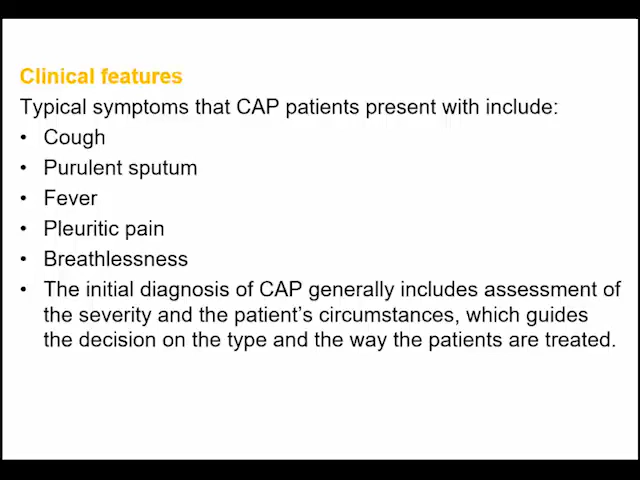 Clinical features
Typical symptoms that CAP patients present with include:
• Cough
• Purulent sputum
• Fever
• Pleuritic pain
• Breathlessness
• The initial diagnosis of CAP generally includes assessment of
the severity and the patient’s circumstances, which guides
the decision on the type and the way the patients are treated.